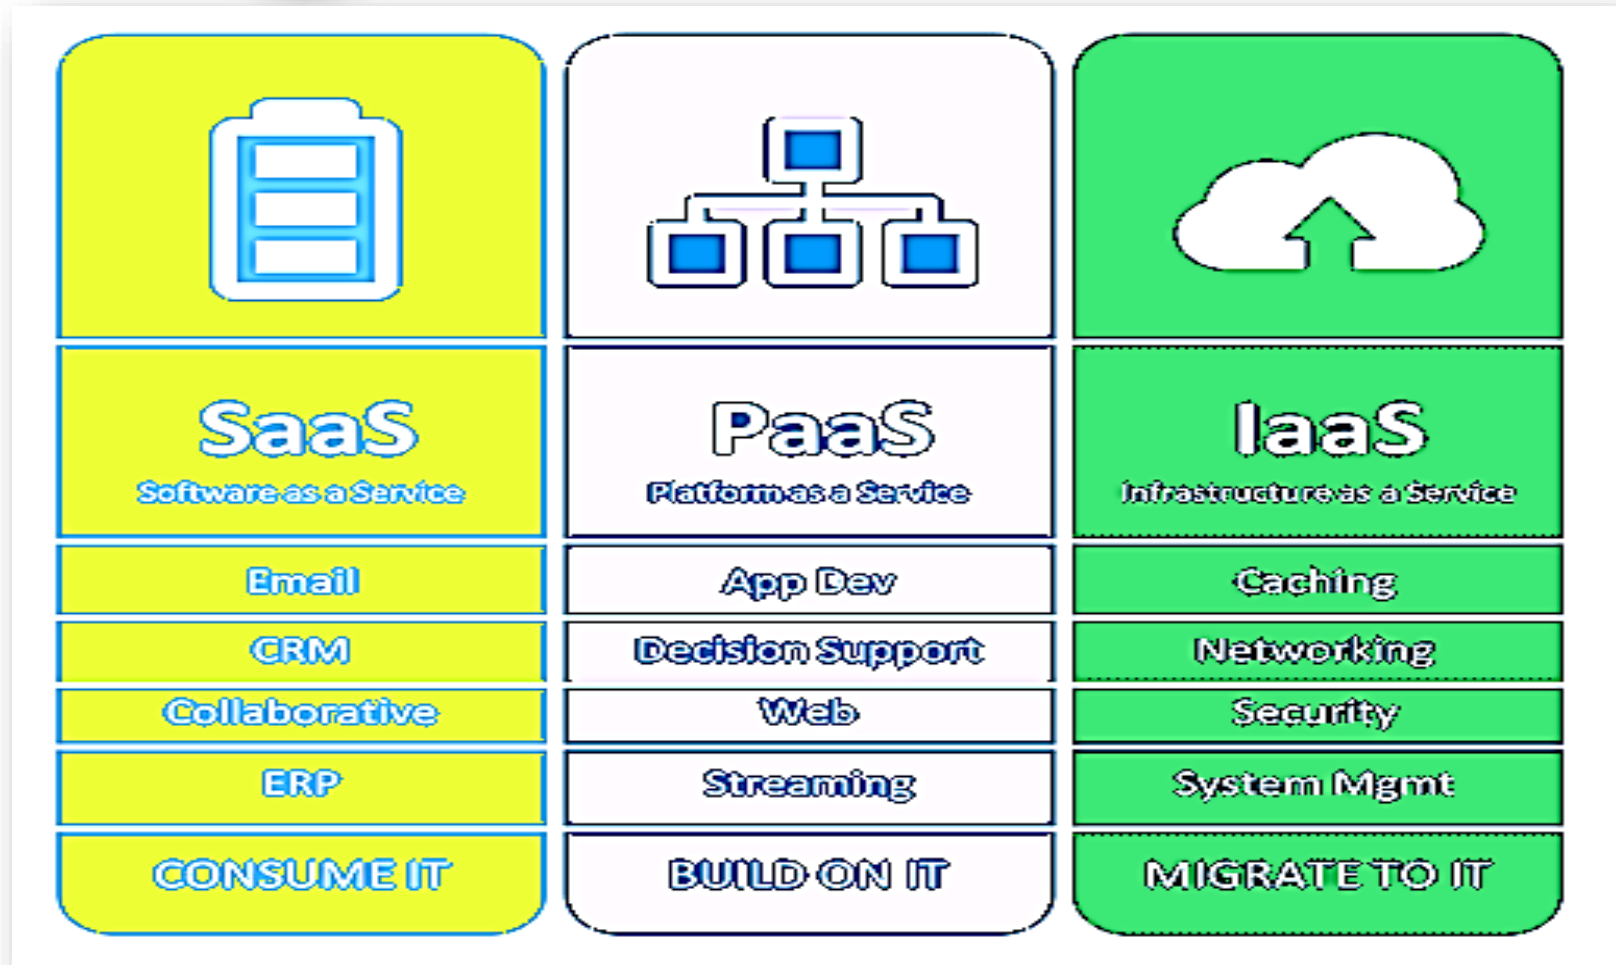 SaaS
Software as a Service
Email
CRM
Collaborative
ERP
CONSUME IT
PaaS
Platform as a Service
App Dev
Decision Support
Web
Streaming
BUILD ON IT
IaaS
Infrastructure as a Service
Caching
Networking
Security
System Mgmt
MIGRATE TO IT